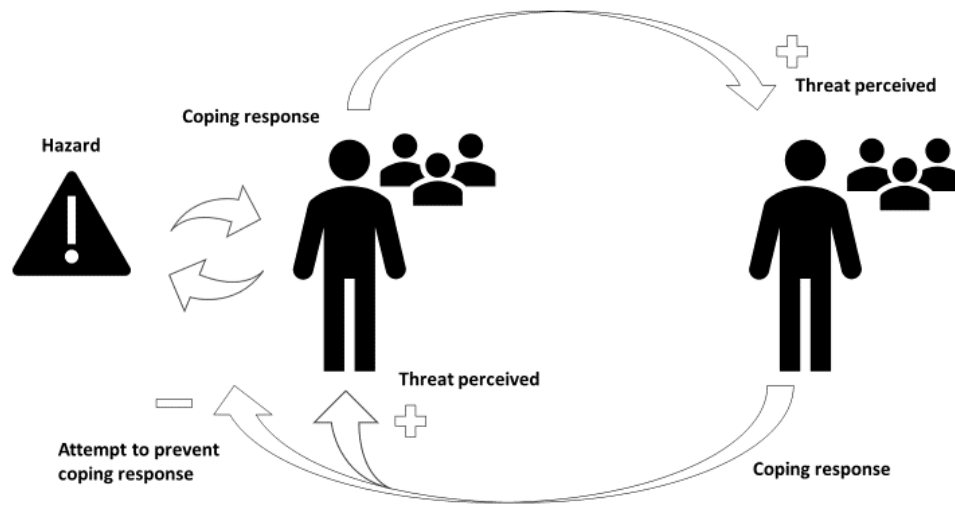 Threat perceived
Coping response
Hazard
Threat perceived
Attempt to prevent
coping response
Coping response